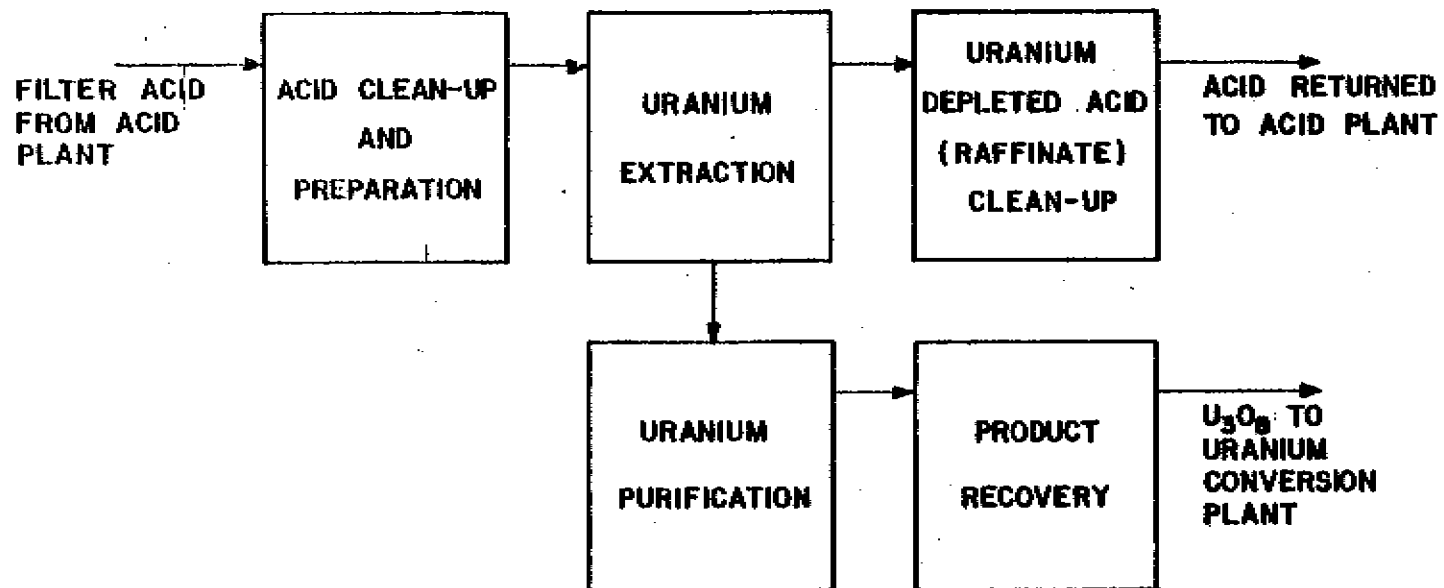 FILTER ACID
FROM ACID
PLANT
ACID CLEAN-UP
AND
PREPARATION
URANIUM
EXTRACTION
URANIUM
DEPLETED ACID
(RAFFINATE)
CLEAN-UP
ACID RETURNED
TO ACID PLANT
URANIUM
PURIFICATION
PRODUCT
RECOVERY
U₃O₈ TO
URANIUM
CONVERSION
PLANT